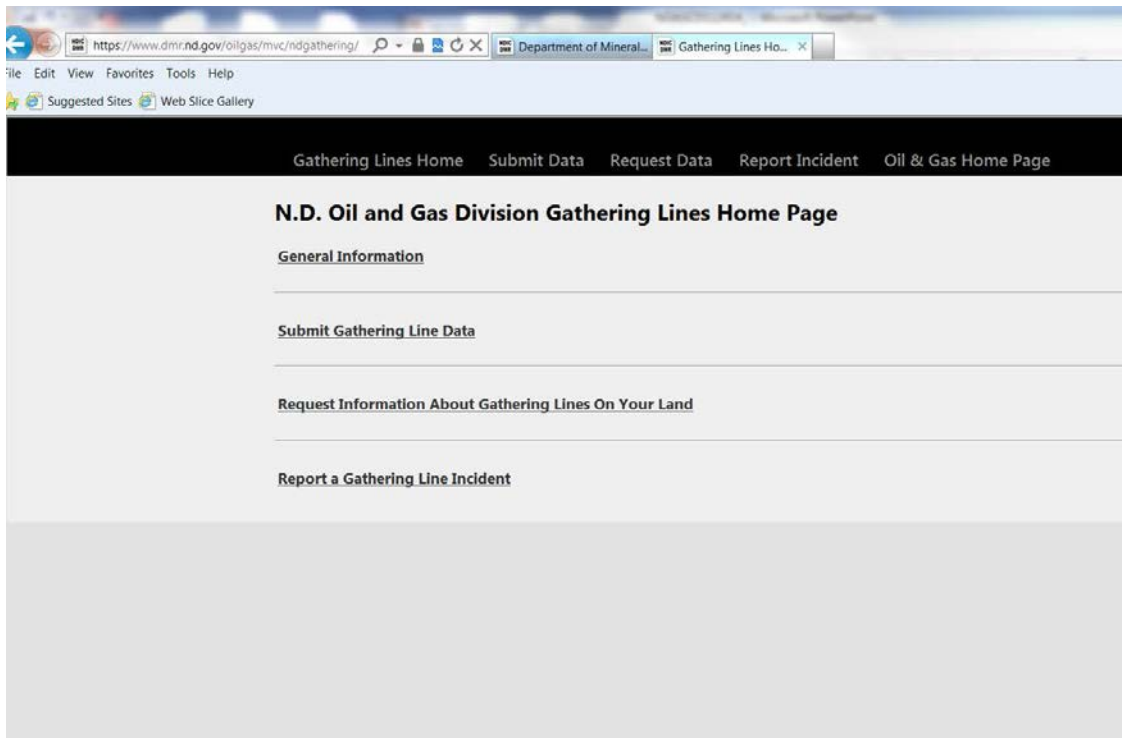 https://www.dmr.nd.gov/oilgas/mvc/ndgathering/ Department of Mineral... Gathering Lines Ho...
File Edit View Favorites Tools Help
Suggested Sites Web Slice Gallery
Gathering Lines Home Submit Data Request Data Report Incident Oil & Gas Home Page
N.D. Oil and Gas Division Gathering Lines Home Page
General Information
Submit Gathering Line Data
Request Information About Gathering Lines On Your Land
Report a Gathering Line Incident